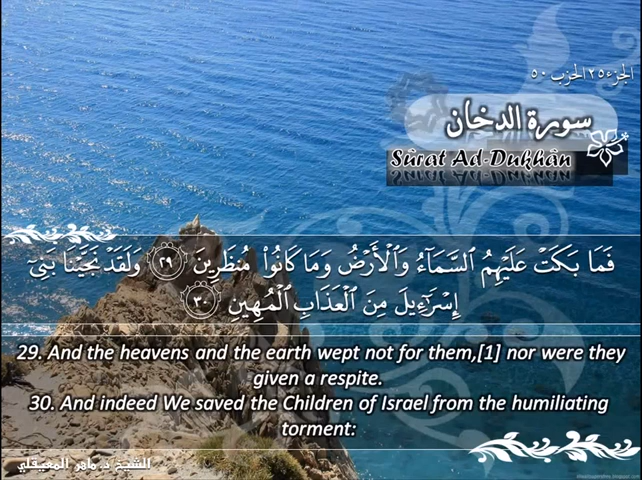 الجزء ٢٥ الحزب ٥٠
سورة الدخان
Sûrat Ad-Dukhân
فَمَا بَكَتْ عَلَيْهِمُ ٱلسَّمَآءُ وَٱلْأَرْضُ وَمَا كَانُوا۟ مُنظَرِينَ ٢٩ وَلَقَدْ نَجَّيْنَا بَنِىٓ
إِسْرَٰٓءِيلَ مِنَ ٱلْعَذَابِ ٱلْمُهِينِ ٣٠
29. And the heavens and the earth wept not for them,[1] nor were they
given a respite.
30. And indeed We saved the Children of Israel from the humiliating
torment:
الشيخ د. ماهر المعيقلي